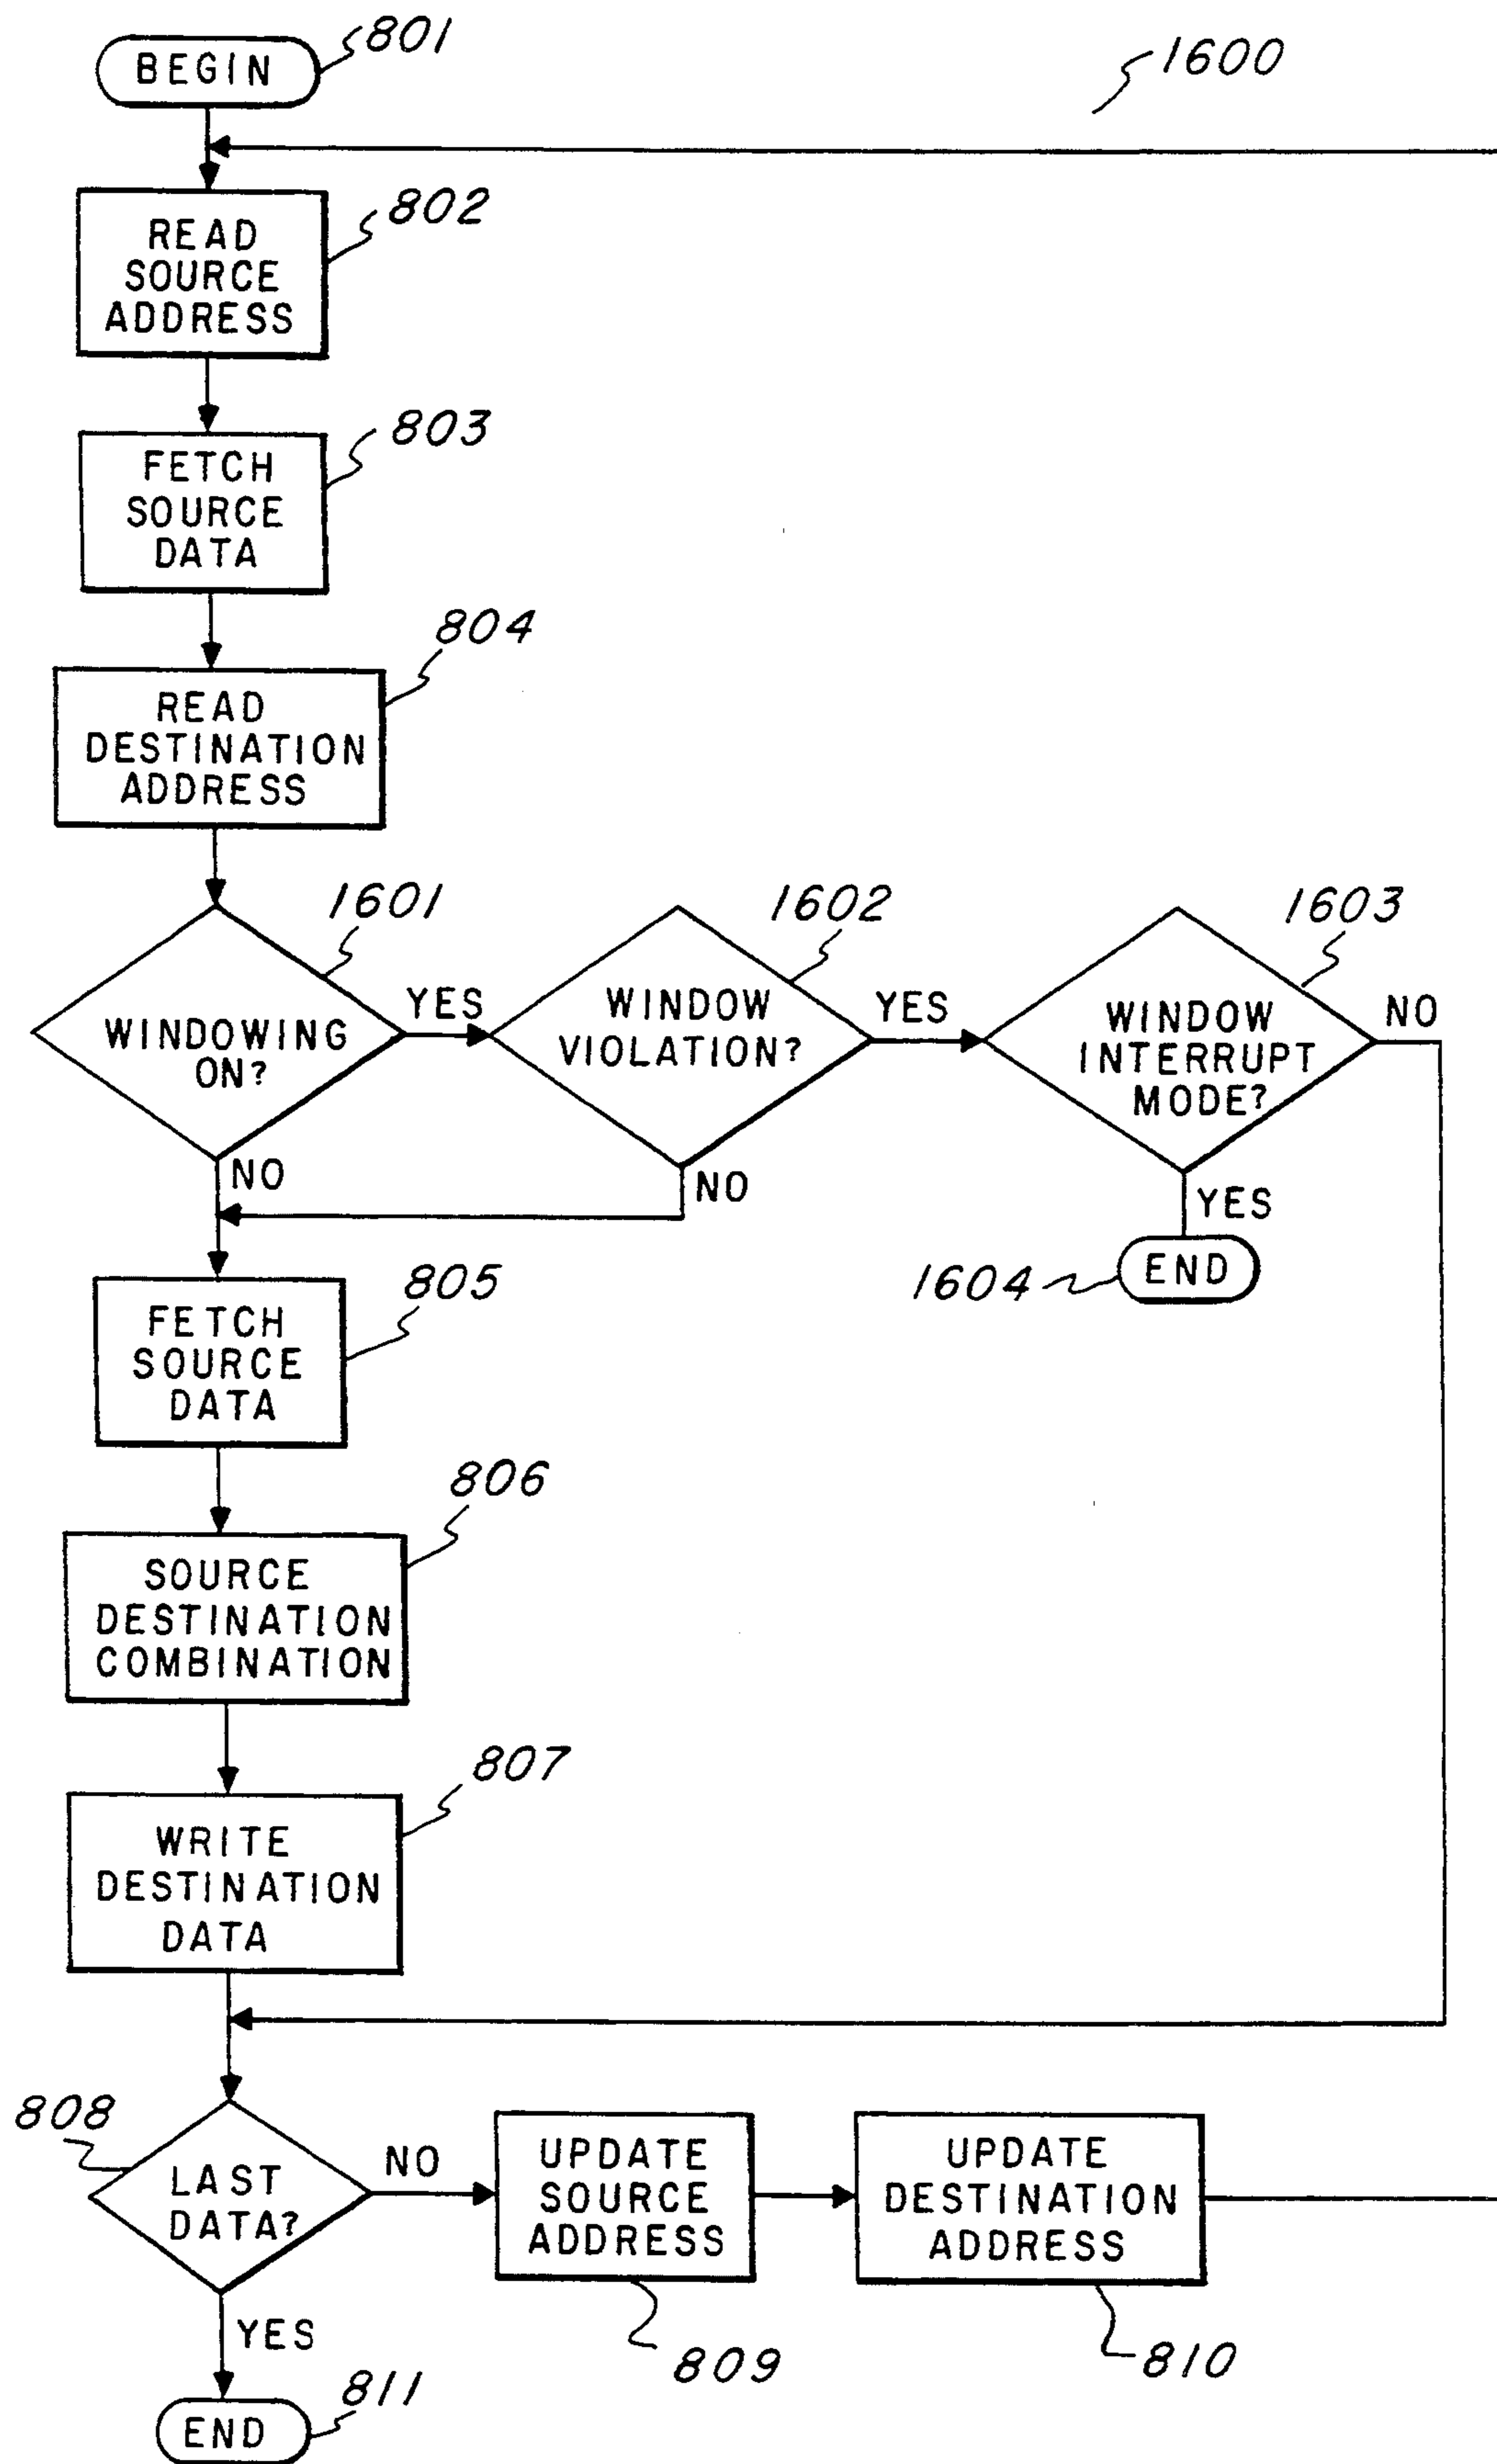 BEGIN
801
1600
READ
SOURCE
ADDRESS
802
FETCH
SOURCE
DATA
803
READ
DESTINATION
ADDRESS
804
WINDOWING
ON?
1601
YES
NO
WINDOW
VIOLATION?
1602
YES
NO
WINDOW
INTERRUPT
MODE?
1603
NO
YES
END
1604
FETCH
SOURCE
DATA
805
SOURCE
DESTINATION
COMBINATION
806
WRITE
DESTINATION
DATA
807
808
LAST
DATA?
NO
UPDATE
SOURCE
ADDRESS
809
UPDATE
DESTINATION
ADDRESS
810
YES
END
811